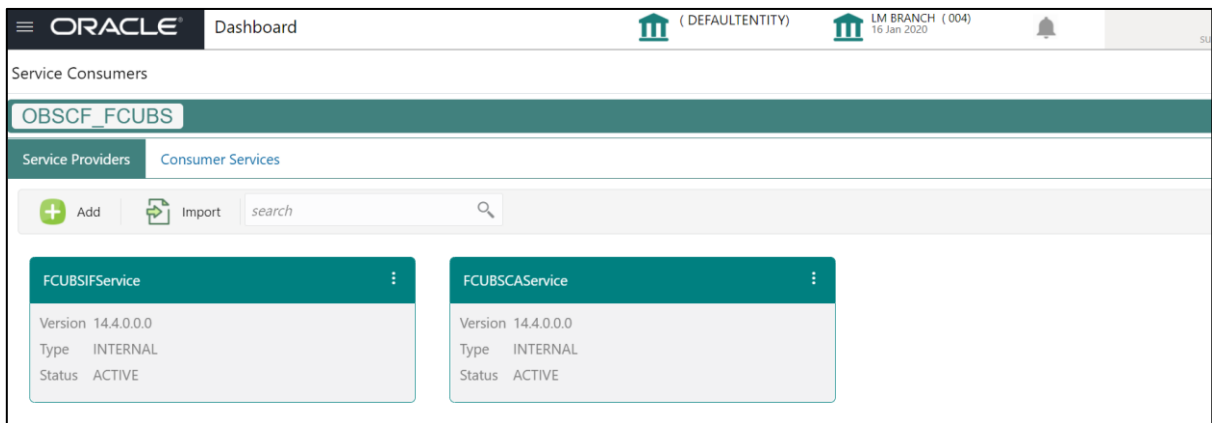 ORACLE® Dashboard ( DEFAULTENTITY) LM BRANCH ( 004)
16 Jan 2020
su
Service Consumers
OBSCF_FCUBS
Service Providers Consumer Services
Add Import search
FCUBSIFService FCUBSCAService
Version 14.4.0.0.0 Version 14.4.0.0.0
Type INTERNAL Type INTERNAL
Status ACTIVE Status ACTIVE